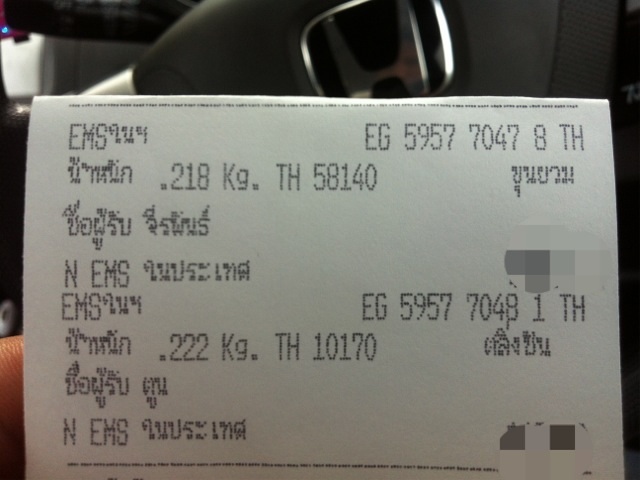 EMSในฯ EG 5957 7047 8 TH
น้ำหนัก .218 Kg. TH 58140 ขุนยวม
ชื่อผู้รับ จีรพันธ์
N EMS ในประเทศ
EMSในฯ EG 5957 7048 1 TH
น้ำหนัก .222 Kg. TH 10170 ตลิ่งชัน
ชื่อผู้รับ ตูน
N EMS ในประเทศ